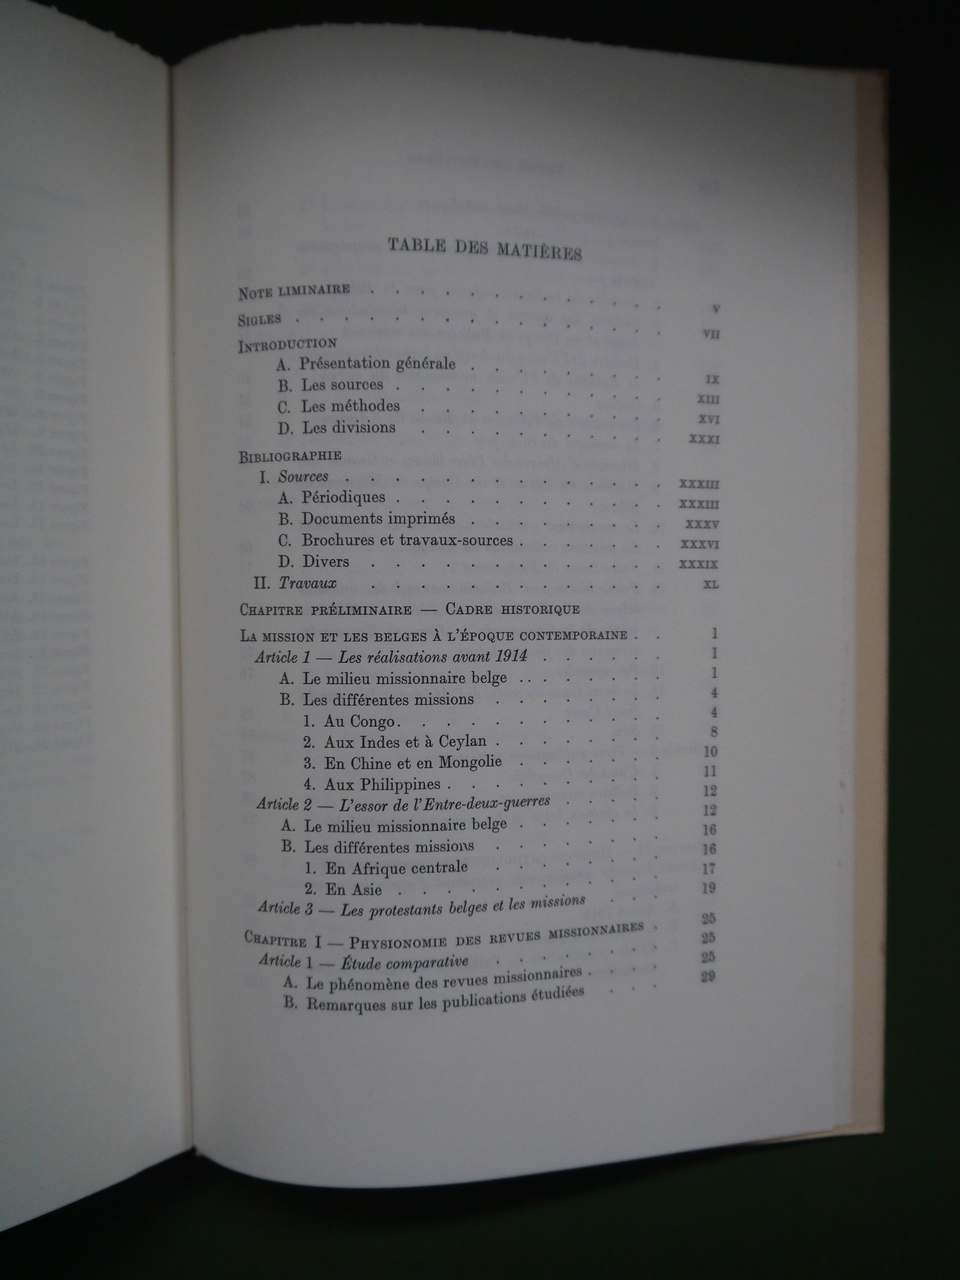 TABLE DES MATIÈRES
NOTE LIMINAIRE . . . . . . . . . . . . V
SIGLES . . . . . . . . . . . . . . VII
INTRODUCTION
A. Présentation générale . . . . . . . . IX
B. Les sources . . . . . . . . . . . XIII
C. Les méthodes . . . . . . . . . . XVI
D. Les divisions . . . . . . . . . . XXXI
BIBLIOGRAPHIE
I. Sources . . . . . . . . . . . . . XXXIII
A. Périodiques . . . . . . . . . . . XXXIII
B. Documents imprimés . . . . . . . . XXXV
C. Brochures et travaux-sources . . . . . . XXXVI
D. Divers . . . . . . . . . . . . XXXIX
II. Travaux . . . . . . . . . . . . XL
CHAPITRE PRÉLIMINAIRE — CADRE HISTORIQUE
LA MISSION ET LES BELGES À L'ÉPOQUE CONTEMPORAINE . . 1
Article 1 — Les réalisations avant 1914 . . . . . 1
A. Le milieu missionnaire belge . . . . . . . 1
B. Les différentes missions . . . . . . . 4
1. Au Congo . . . . . . . . . . . 4
2. Aux Indes et à Ceylan . . . . . . . 8
3. En Chine et en Mongolie . . . . . . 10
4. Aux Philippines . . . . . . . . . 11
Article 2 — L'essor de l'Entre-deux-guerres . . . . 12
A. Le milieu missionnaire belge . . . . . . 12
B. Les différentes missions . . . . . . . 16
1. En Afrique centrale . . . . . . . 16
2. En Asie . . . . . . . . . . . 17
Article 3 — Les protestants belges et les missions . . . 19
CHAPITRE I — PHYSIONOMIE DES REVUES MISSIONNAIRES . 25
Article 1 — Étude comparative . . . . . . . 25
A. Le phénomène des revues missionnaires . . . . 25
B. Remarques sur les publications étudiées . . . 29